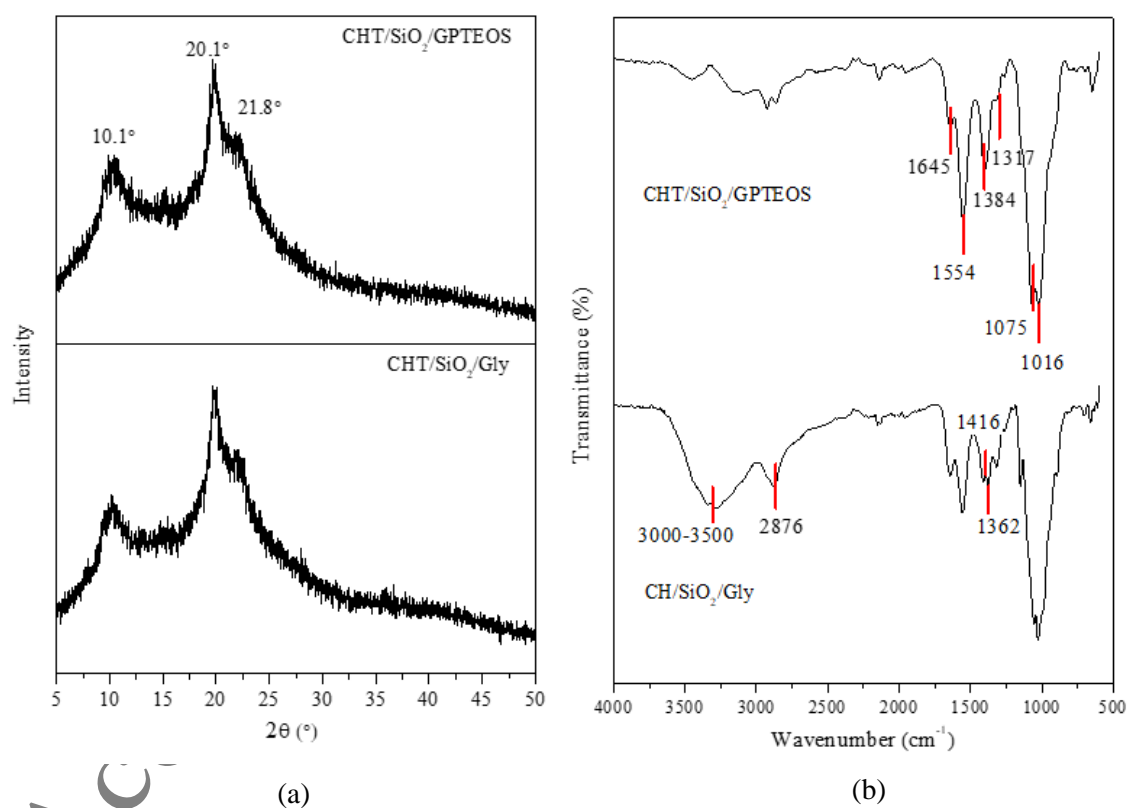 CHT/SiO₂/GPTEOS
20.1°
21.8°
10.1°
CHT/SiO₂/Gly
Intensity
5 10 15 20 25 30 35 40 45 50
2θ (°)
(a)
1645
1317
1384
CHT/SiO₂/GPTEOS
1554
1075
1016
1416
3000-3500
2876
1362
CH/SiO₂/Gly
Transmittance (%)
4000 3500 3000 2500 2000 1500 1000 500
Wavenumber (cm⁻¹)
(b)